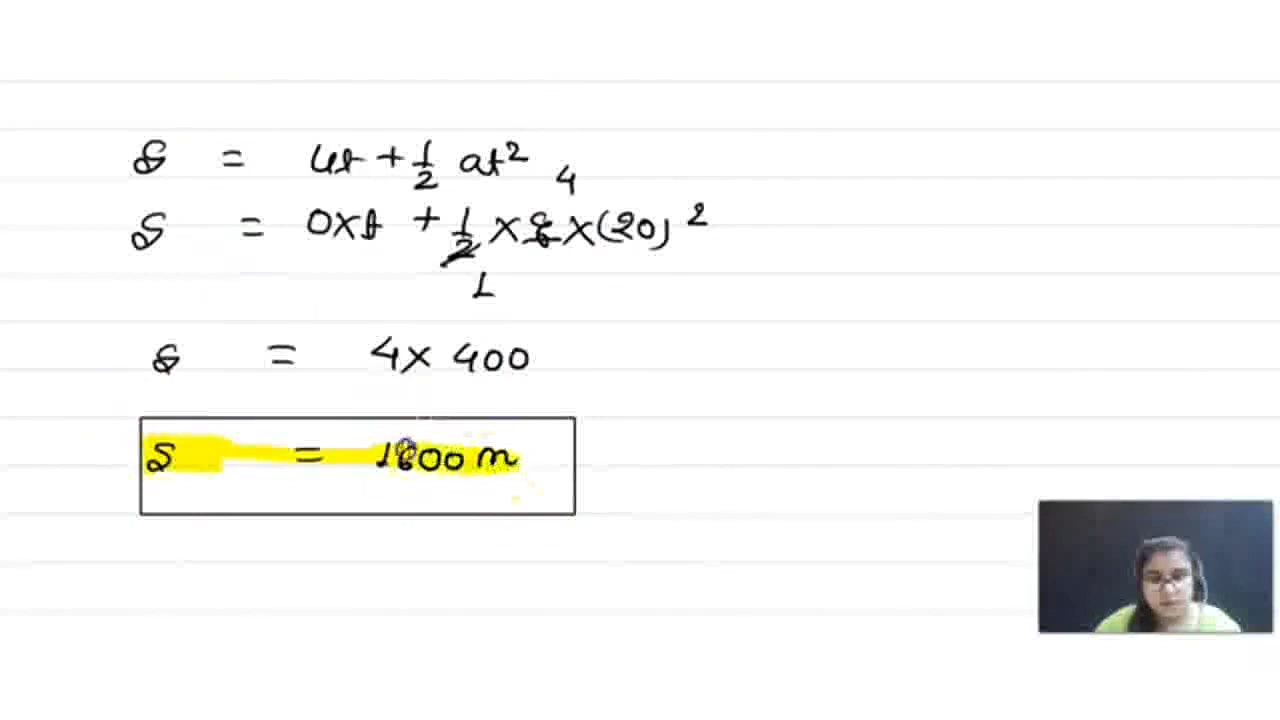 S = ut + 1/2 at²
4
S = 0×t + 1/2 × 8 × (20)²
1
S = 4× 400
S = 1600 m